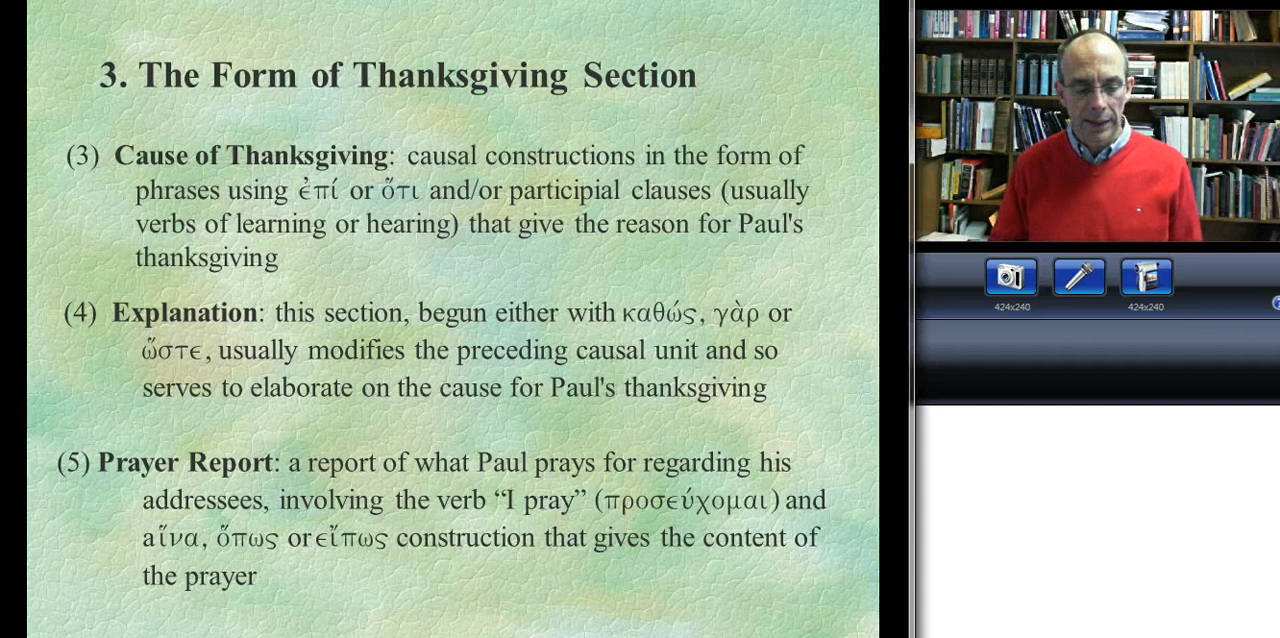 3. The Form of Thanksgiving Section
(3) Cause of Thanksgiving: causal constructions in the form of
phrases using ἐπί or ὅτι and/or participial clauses (usually
verbs of learning or hearing) that give the reason for Paul's
thanksgiving
(4) Explanation: this section, begun either with καθώς, γὰρ or
ὥστε, usually modifies the preceding causal unit and so
serves to elaborate on the cause for Paul's thanksgiving
(5) Prayer Report: a report of what Paul prays for regarding his
addressees, involving the verb “I pray” (προσεύχομαι) and
a ἵνα, ὅπως or εἴπως construction that gives the content of
the prayer
424x240
424x240